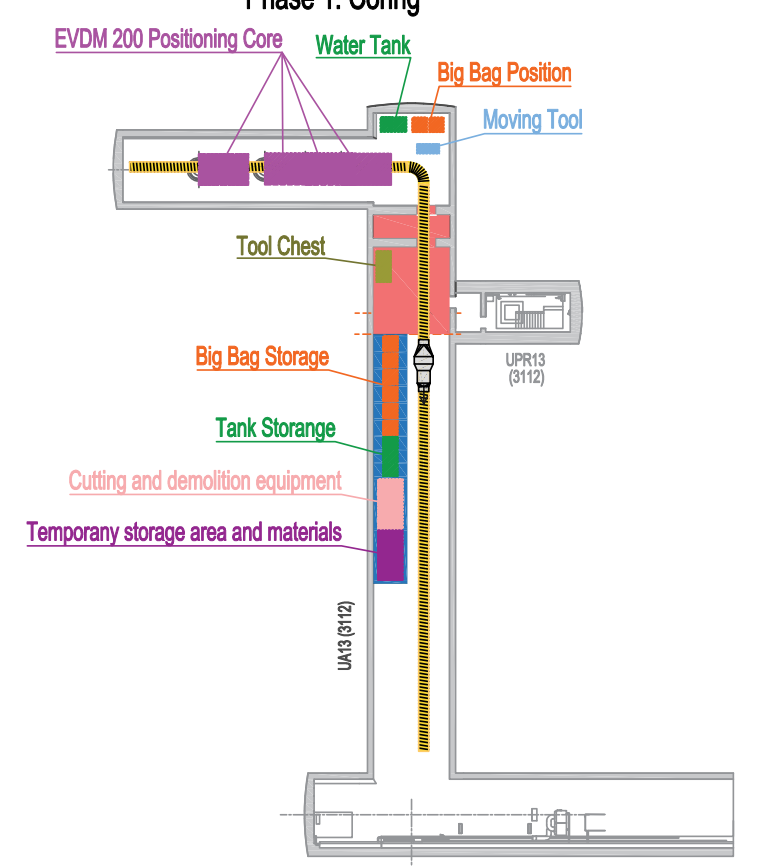 Phase 1: Coring
EVDM 200 Positioning Core
Water Tank
Big Bag Position
Moving Tool
Tool Chest
Big Bag Storage
UPR13
(3112)
Tank Storange
Cutting and demolition equipment
Temporany storage area and materials
UA13 (3112)